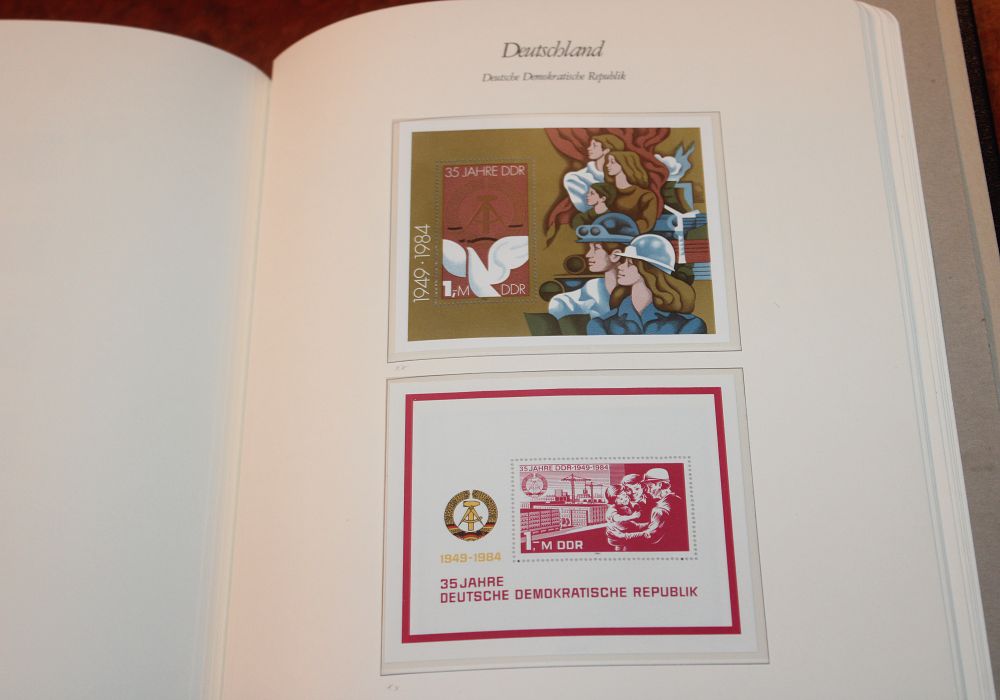 Deutschland
Deutsche Demokratische Republik
35 JAHRE DDR
1949 · 1984
1,-M DDR
35 JAHRE DDR·1949-1984
1,- M DDR
1949-1984
35 JAHRE
DEUTSCHE DEMOKRATISCHE REPUBLIK